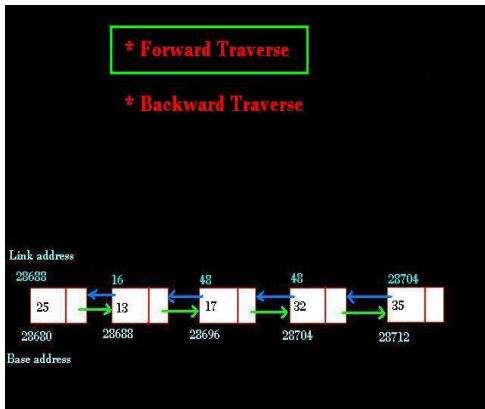 * Forward Traverse
* Backward Traverse
Link address
28688 16 48 48 28704
25 13 17 32 35
28680 28688 28696 28704 28712
Base address